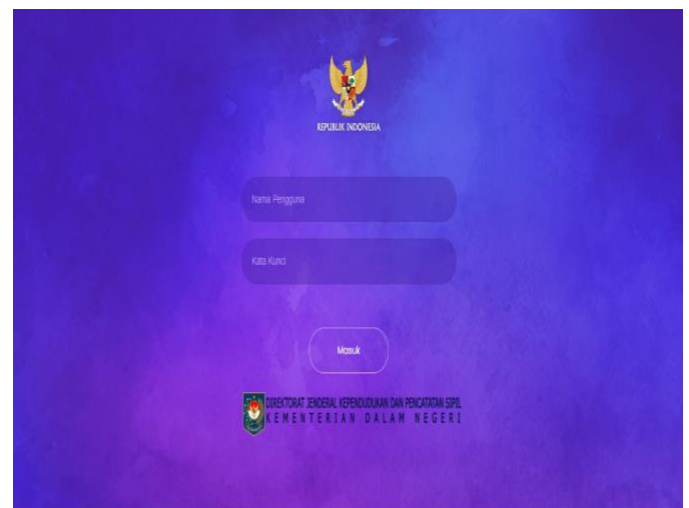 REPUBLIK INDONESIA
Nama Pengguna
Kata Kunci
Masuk
DIREKTORAT JENDERAL KEPENDUDUKAN DAN PENCATATAN SIPIL
KEMENTERIAN DALAM NEGERI